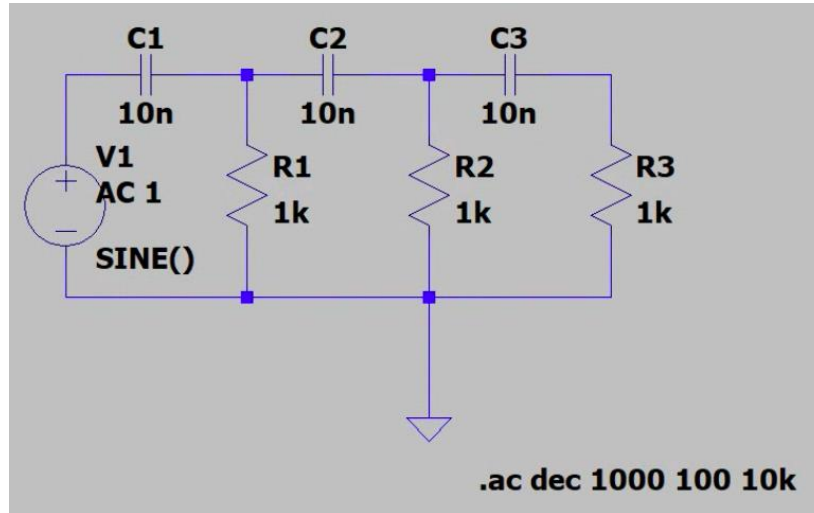 C1
C2
C3
10n
10n
10n
V1
AC 1
SINE()
R1
1k
R2
1k
R3
1k
.ac dec 1000 100 10k